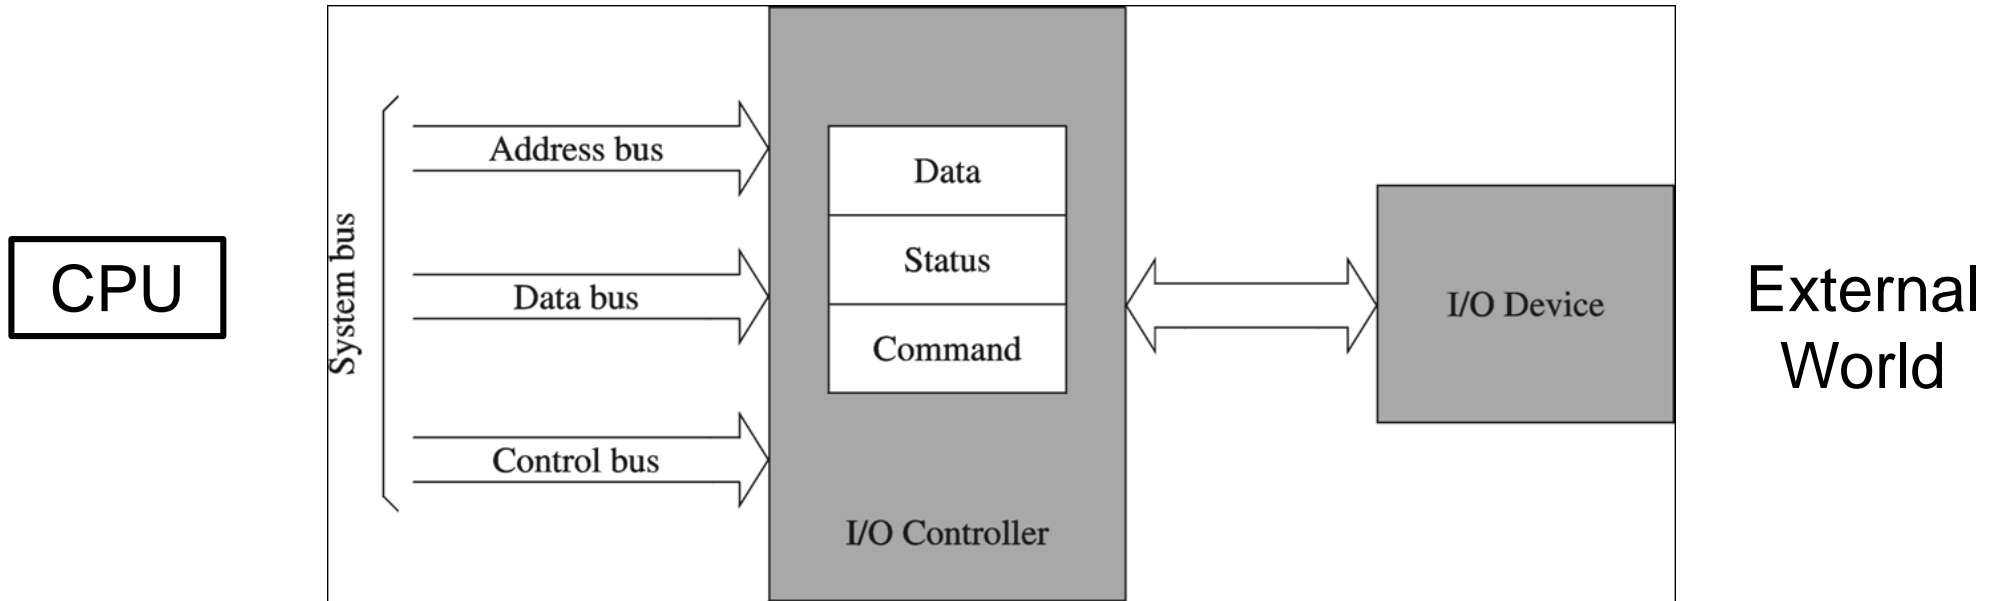 CPU
System bus
Address bus
Data bus
Control bus
Data
Status
Command
I/O Controller
I/O Device
External
World